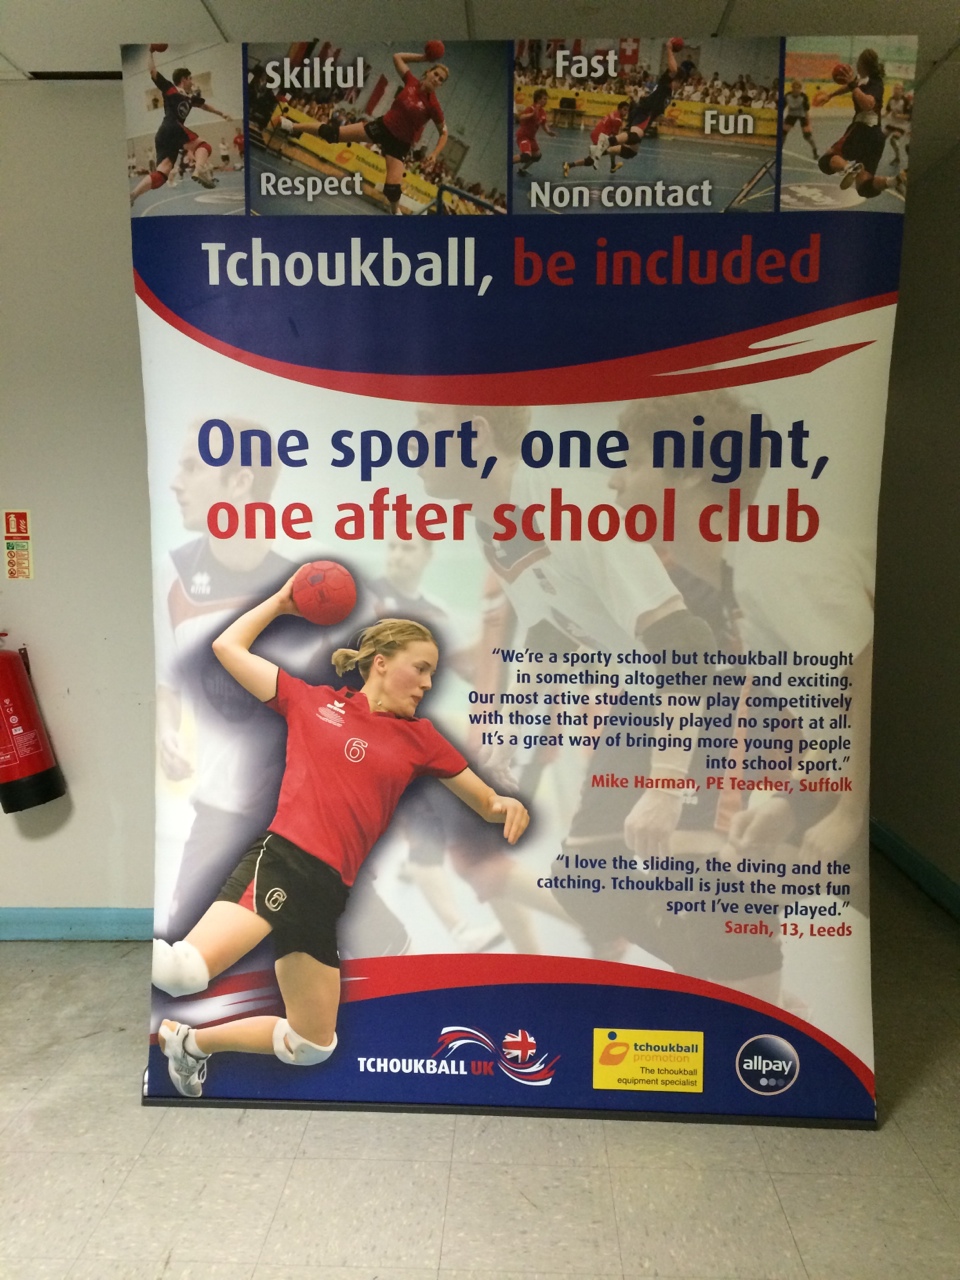 Skilful
Respect
Fast
Fun
Non contact
Tchoukball, be included
One sport, one night,
one after school club
6
6
“We’re a sporty school but tchoukball brought
in something altogether new and exciting.
Our most active students now play competitively
with those that previously played no sport at all.
It’s a great way of bringing more young people
into school sport.”
Mike Harman, PE Teacher, Suffolk
“I love the sliding, the diving and the
catching. Tchoukball is just the most fun
sport I’ve ever played.”
Sarah, 13, Leeds
TCHOUKBALL UK
tchoukball
promotion
The tchoukball
equipment specialist
allpay